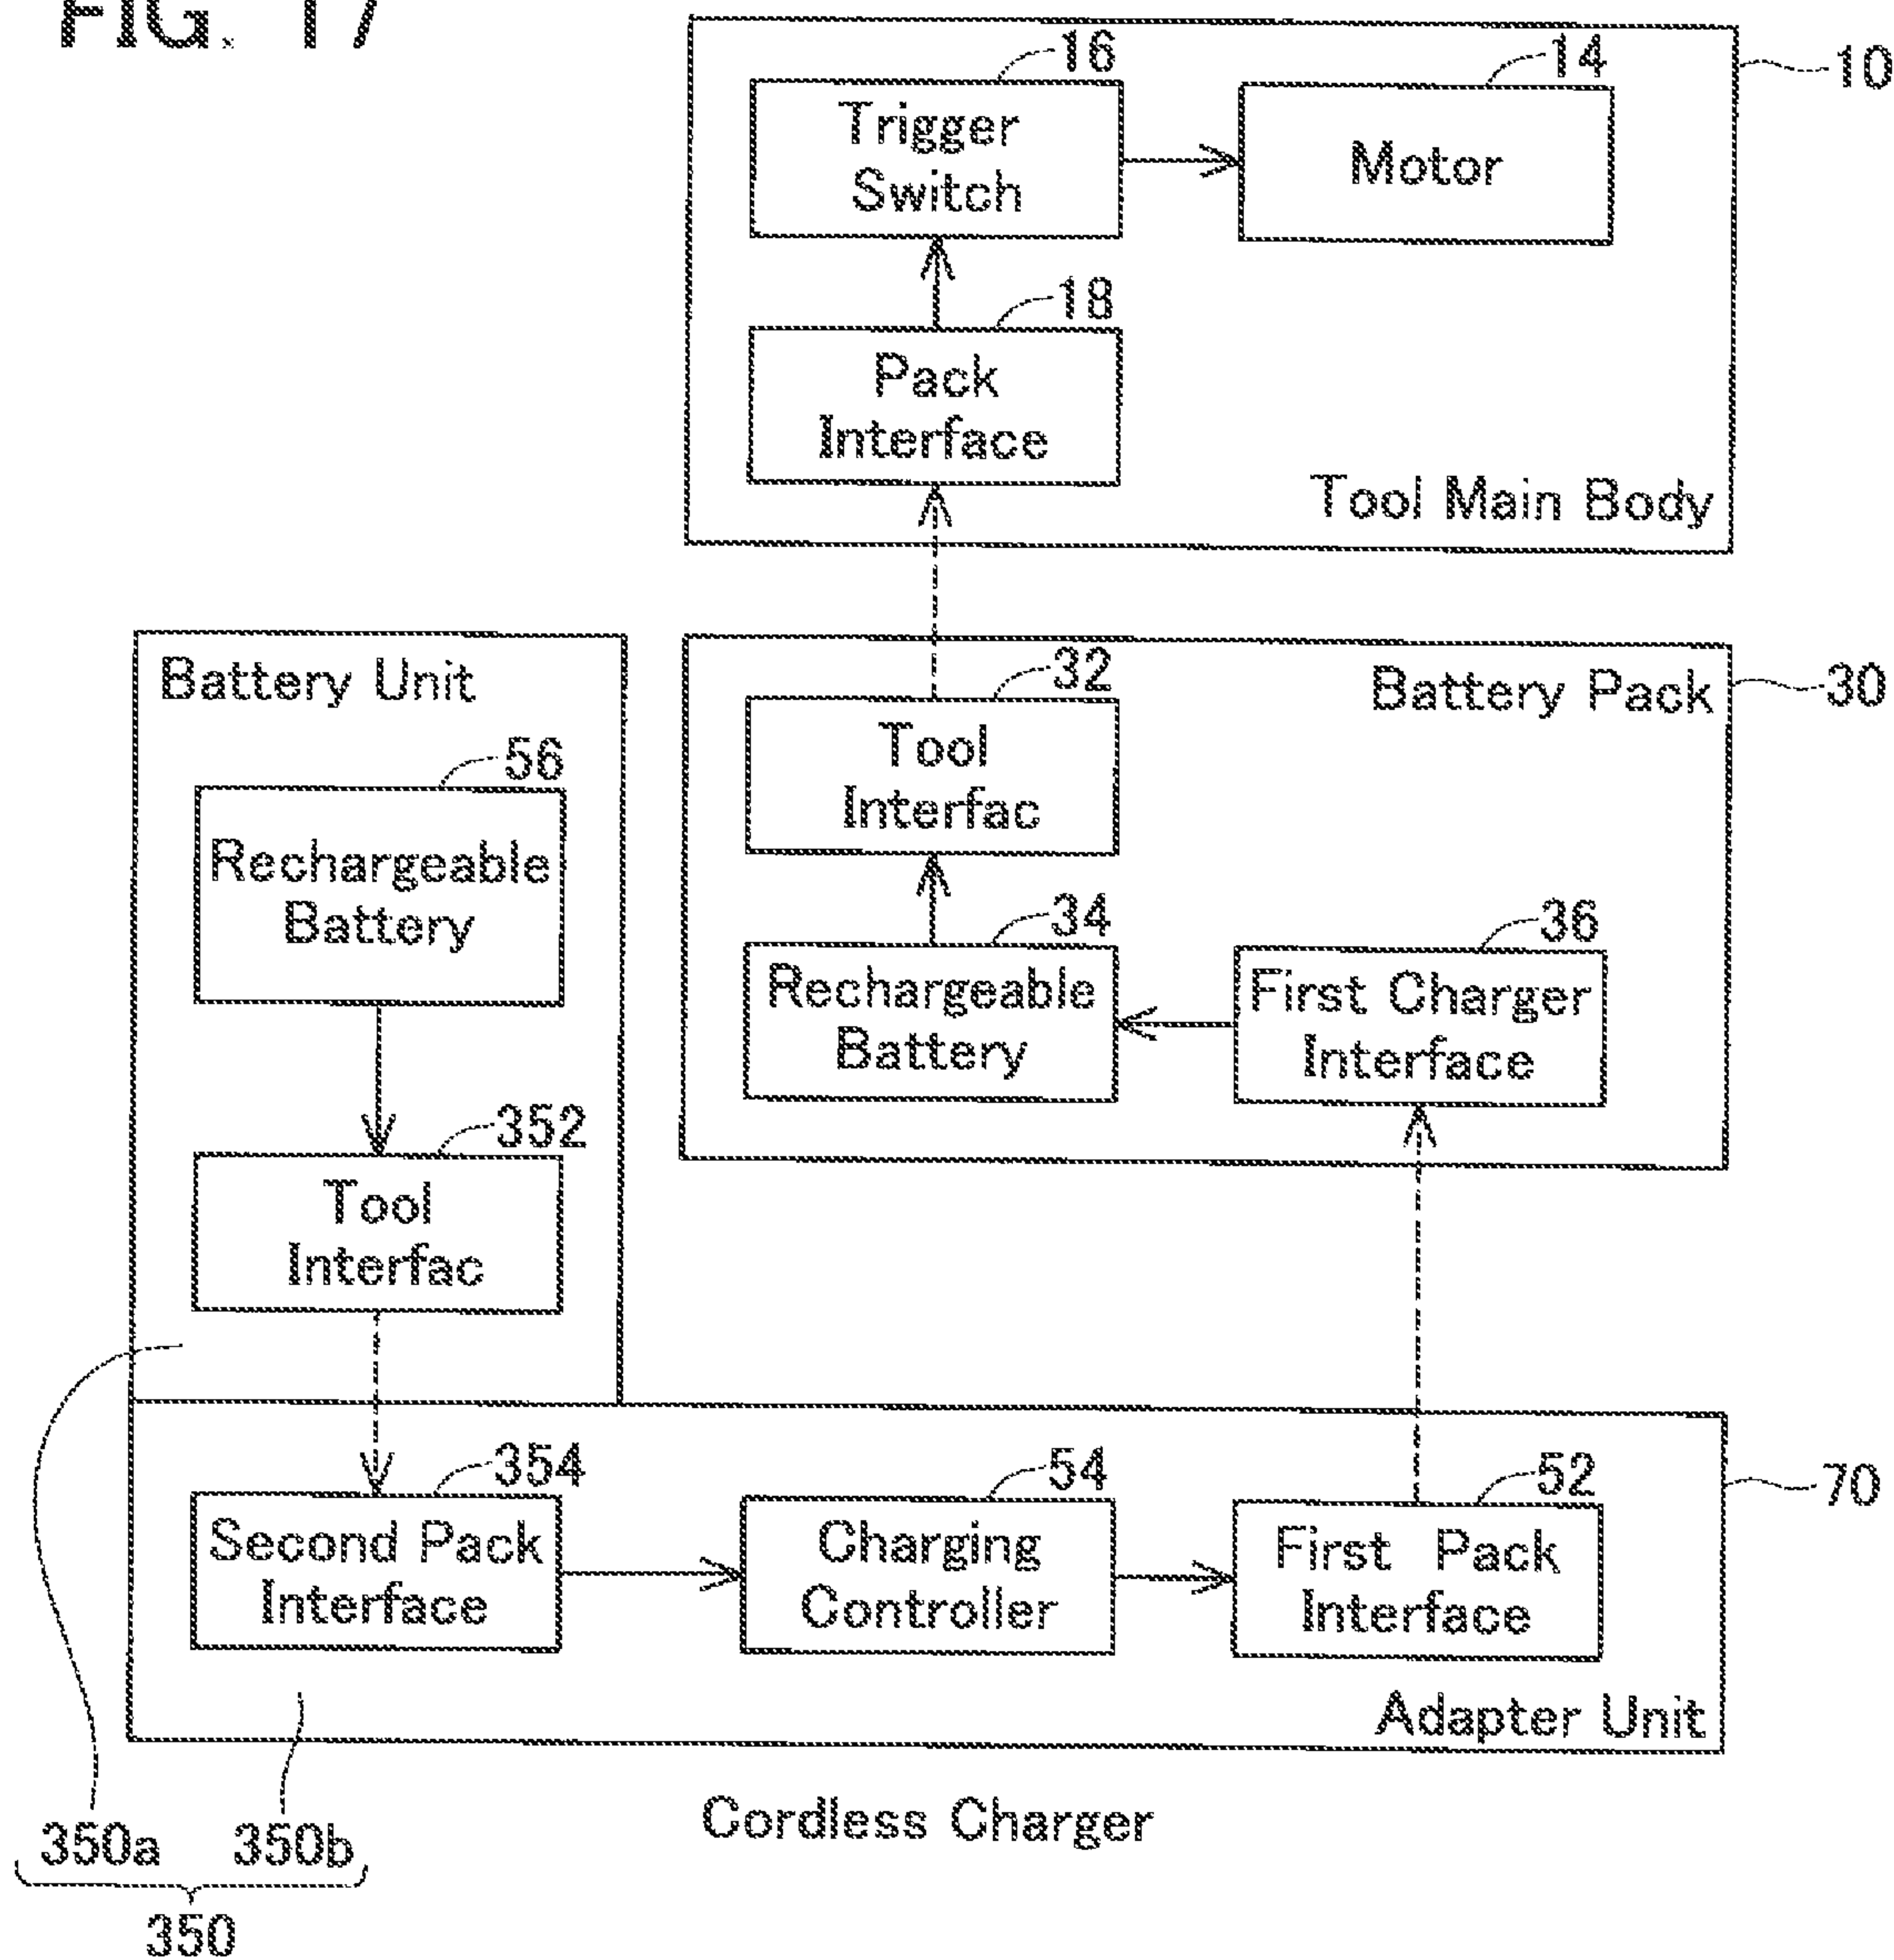 FIG. 17
16
14
10
Trigger
Switch
Motor
18
Pack
Interface
Tool Main Body
Battery Unit
32
Battery Pack
30
56
Tool
Interfac
Rechargeable
Battery
34
36
Rechargeable
Battery
First Charger
Interface
352
Tool
Interfac
354
54
52
70
Second Pack
Interface
Charging
Controller
First Pack
Interface
Adapter Unit
Cordless Charger
350a
350b
350